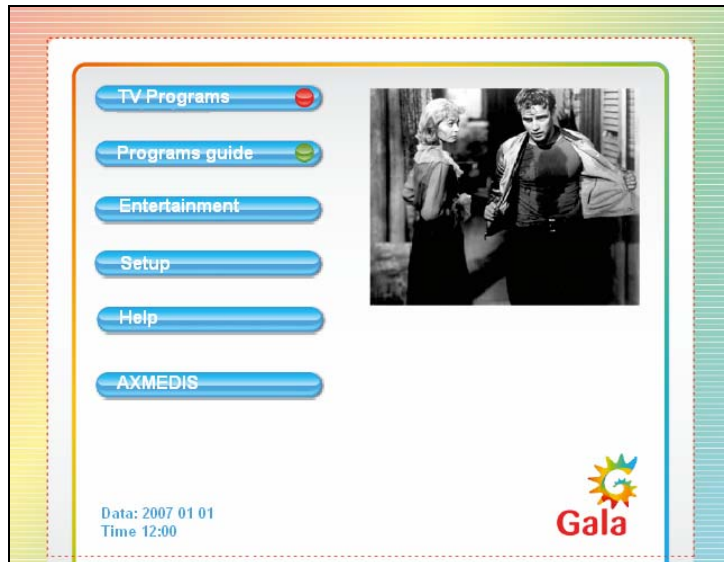 TV Programs
Programs guide
Entertainment
Setup
Help
AXMEDIS
Data: 2007 01 01
Time 12:00
Gala